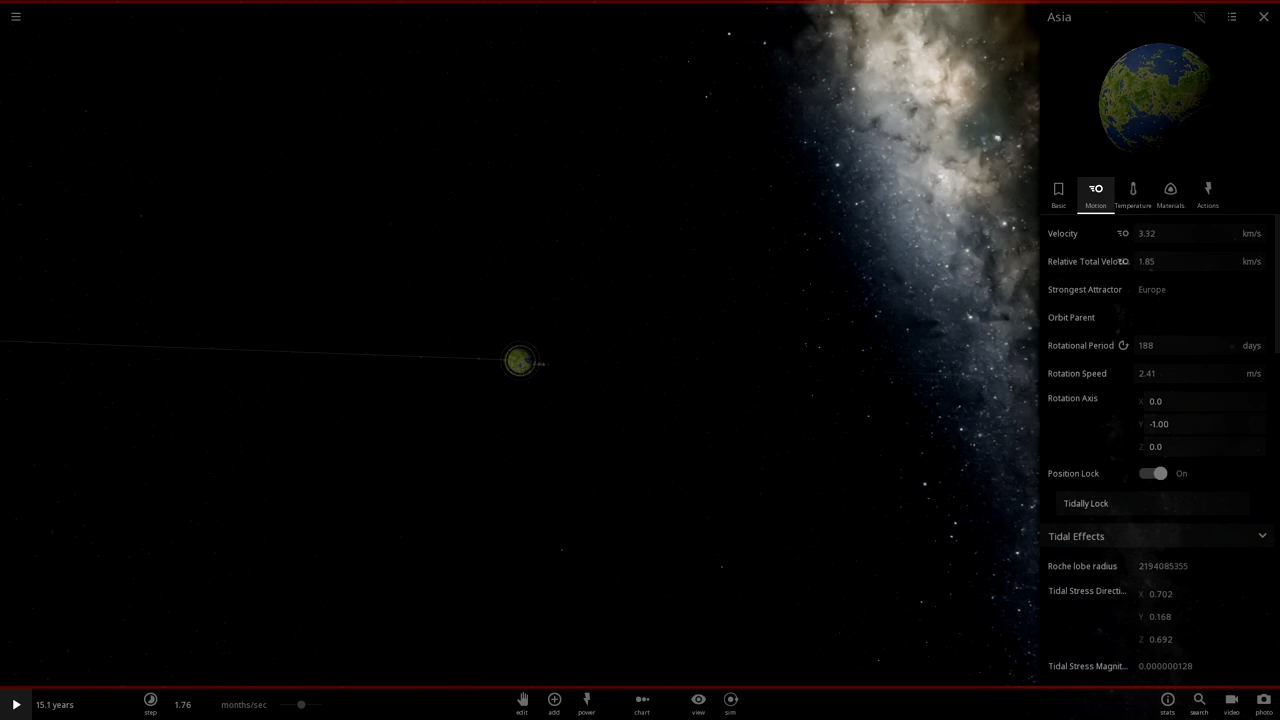 Asia
Basic Motion Temperature Materials Actions
Velocity 3.32 km/s
Relative Total Veloc 1.85 km/s
Strongest Attractor Europe
Orbit Parent
Rotational Period 188 days
Rotation Speed 2.41 m/s
Rotation Axis X 0.0
Y -1.00
Z 0.0
Position Lock On
Tidally Lock
Tidal Effects
Roche lobe radius 2194085355
Tidal Stress Directi... X 0.702
Y 0.168
Z 0.692
Tidal Stress Magnit... 0.000000128
Asia
15.1 years step 1.76 months/sec edit add power chart view sim stats search video photo